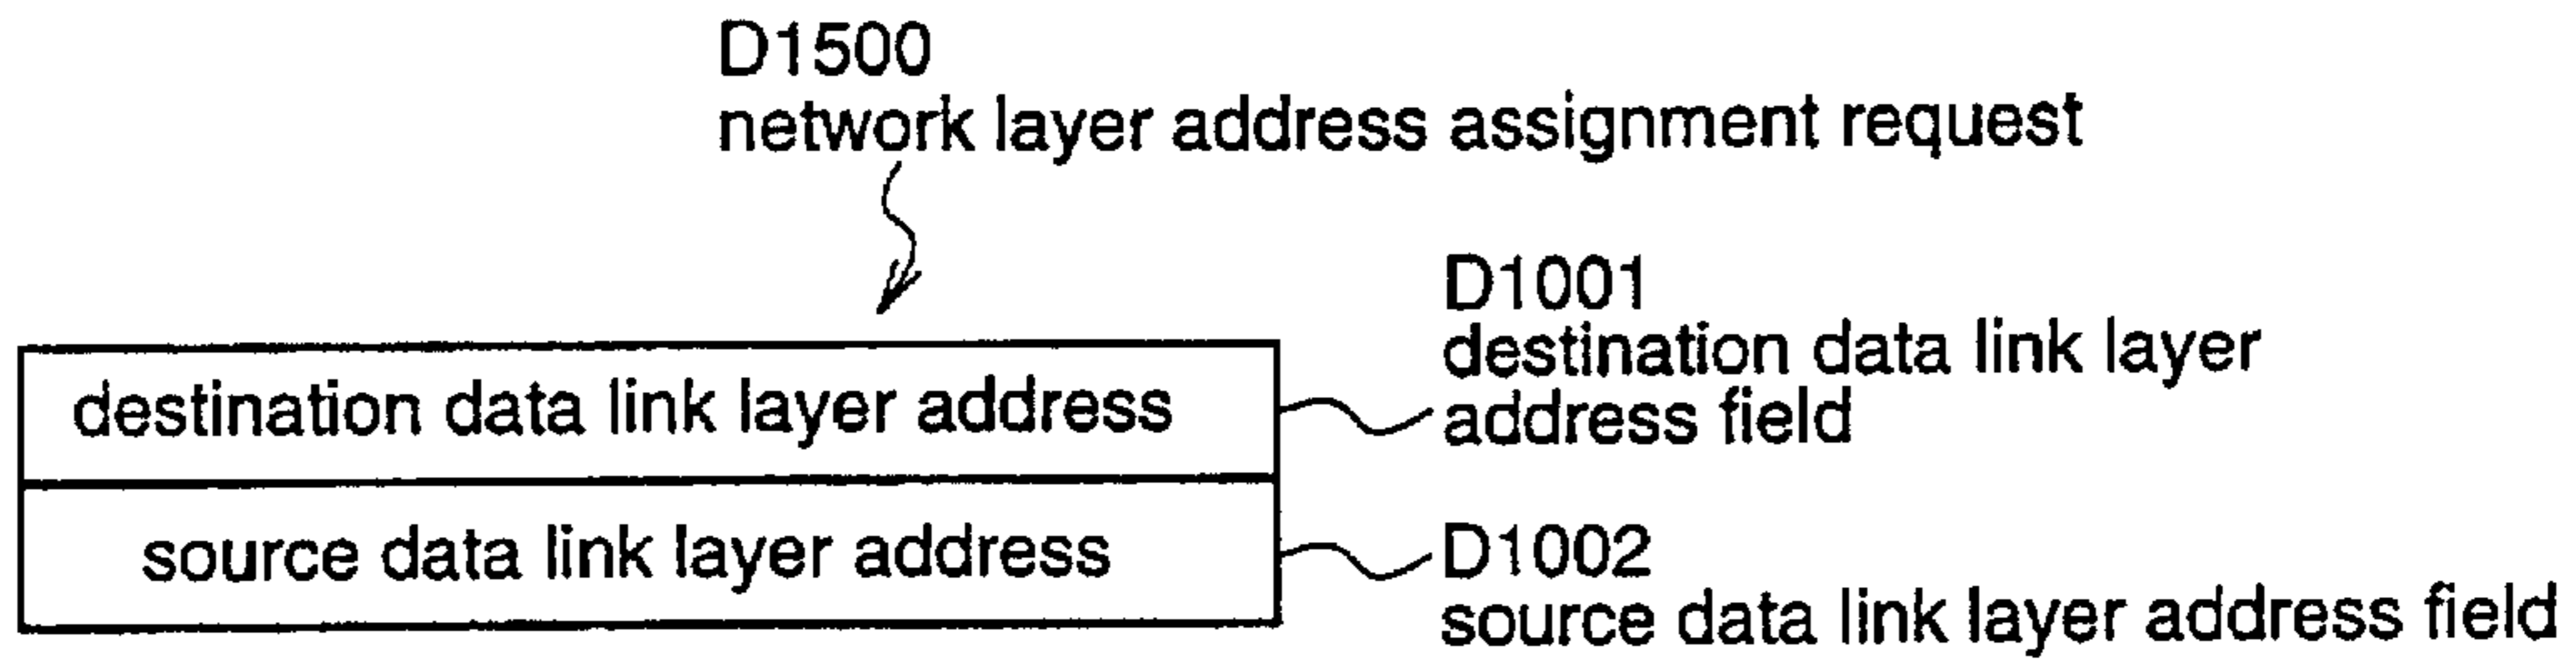 D1500
network layer address assignment request
D1001
destination data link layer
address field
destination data link layer address
source data link layer address
D1002
source data link layer address field